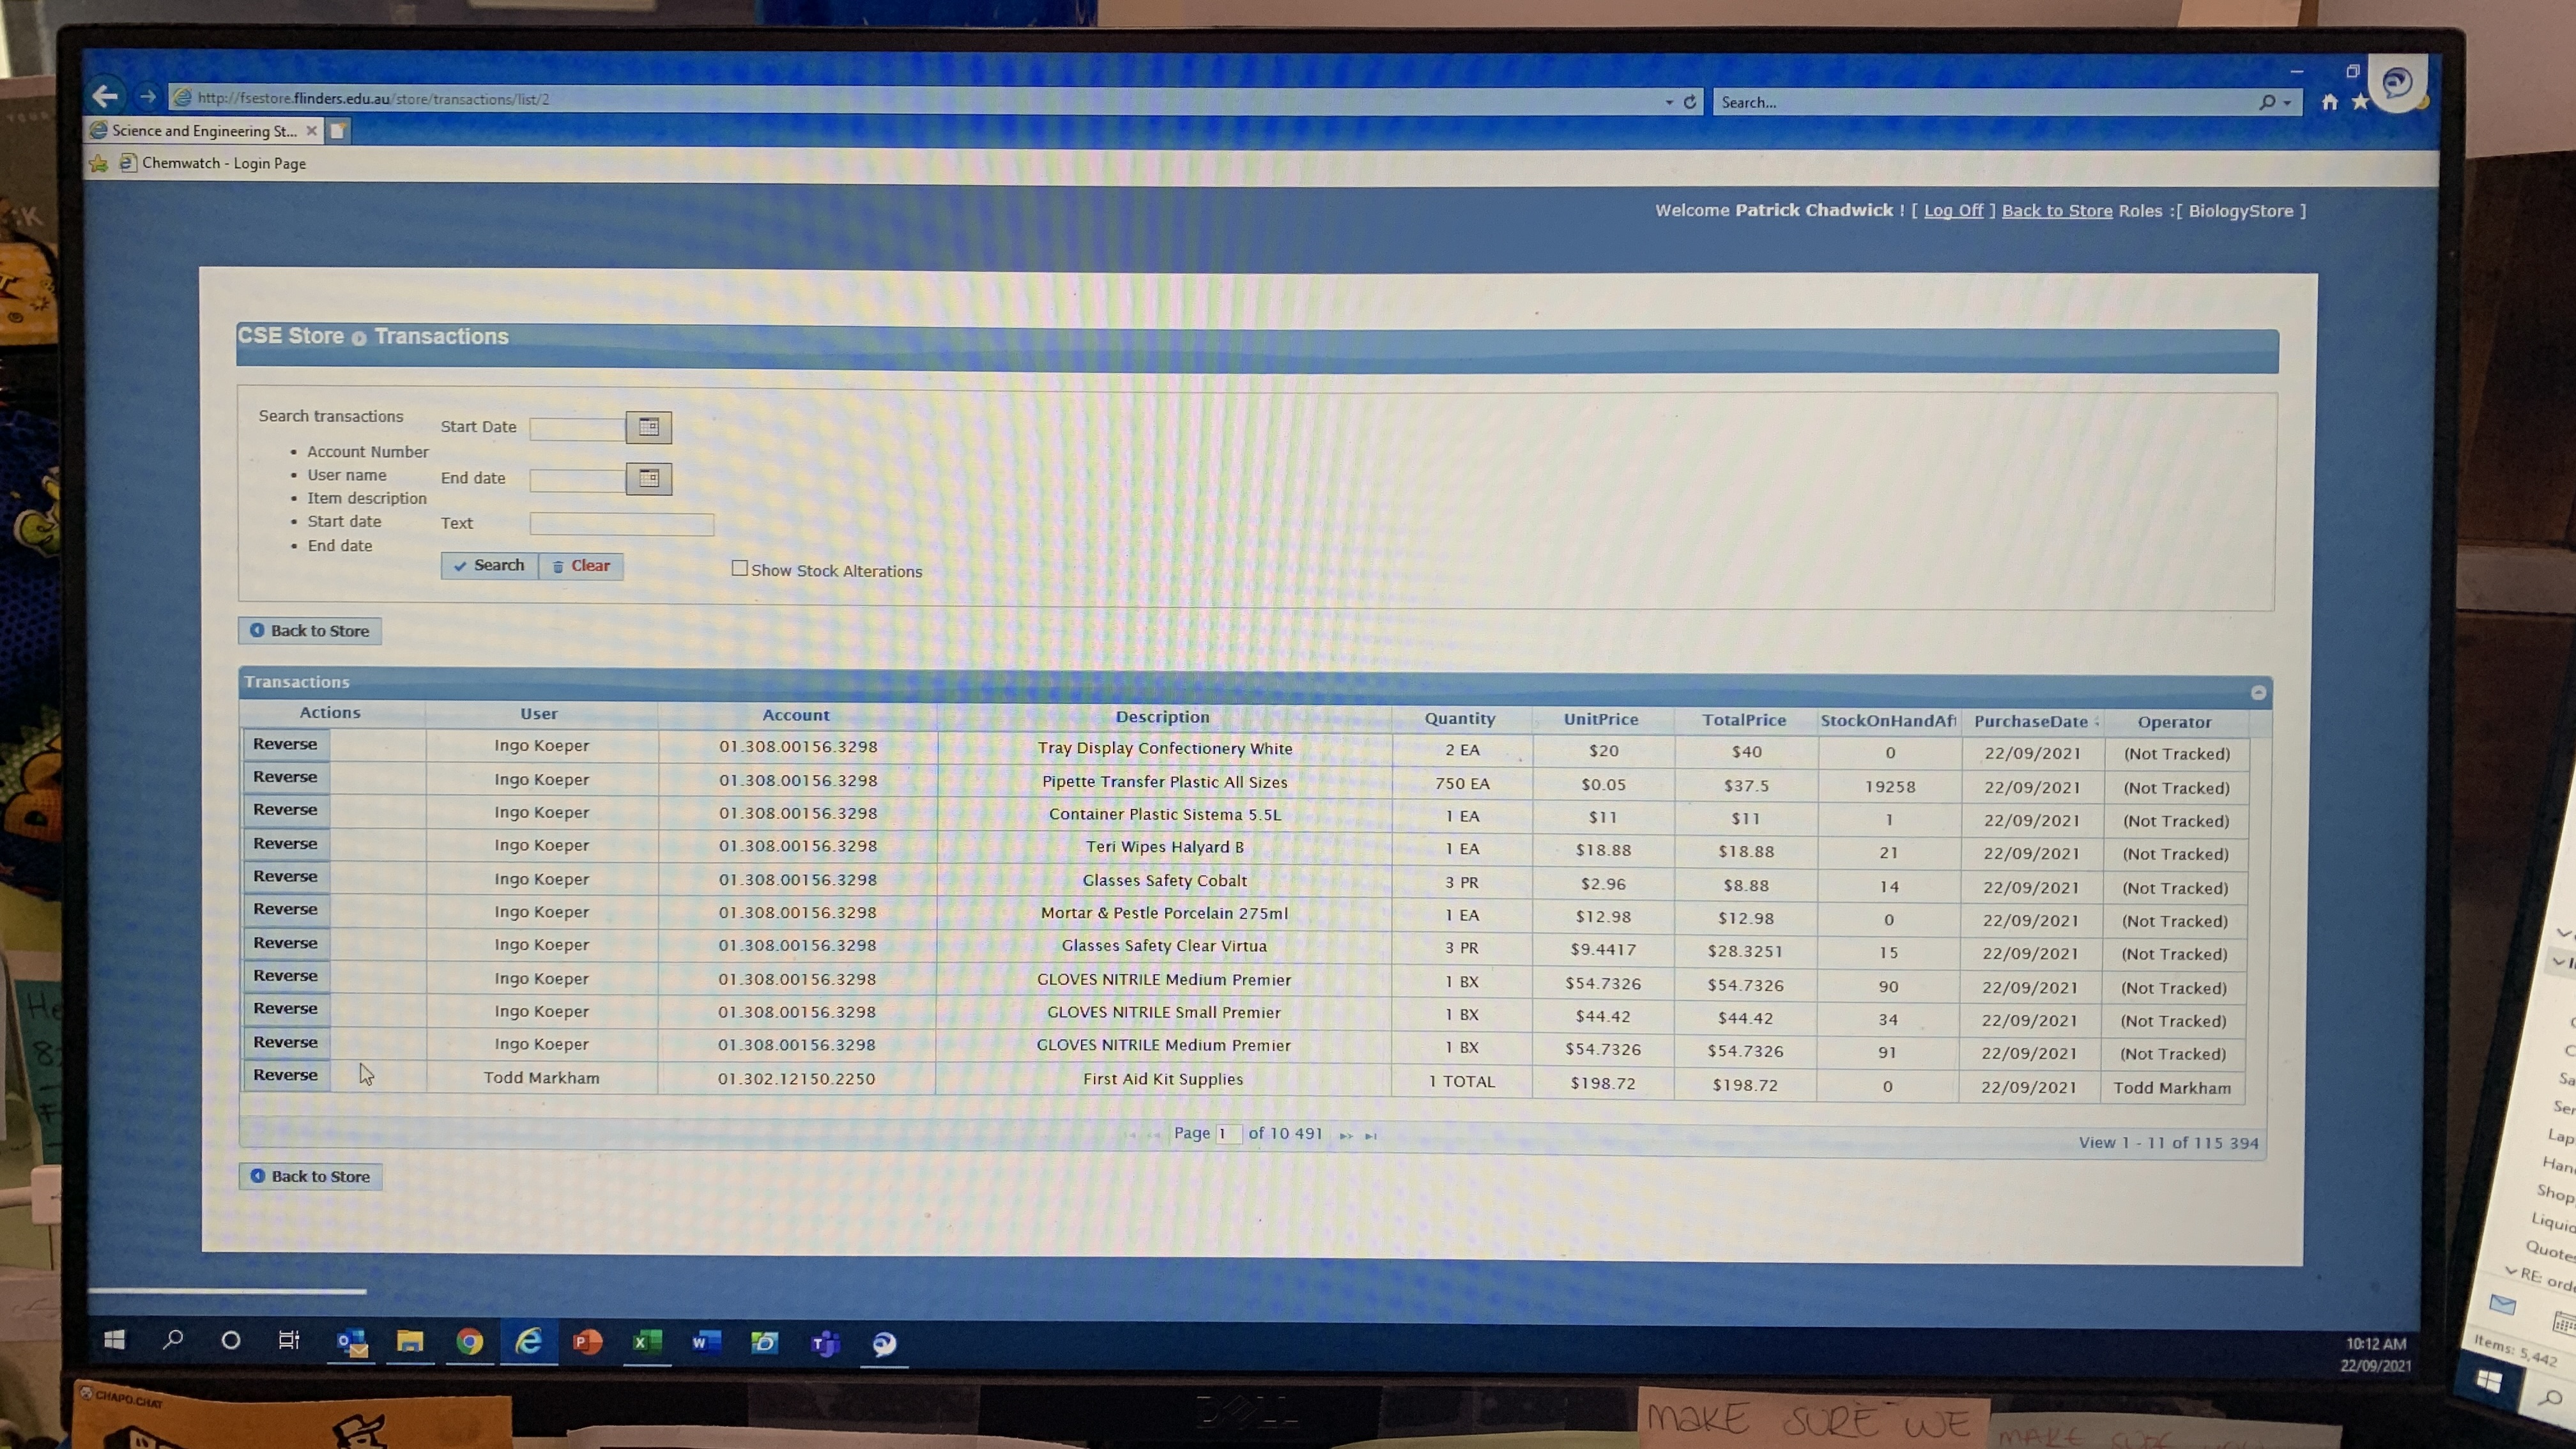 http://fsestore.flinders.edu.au/store/transactions/list/2
Search...
Science and Engineering St...
Chemwatch - Login Page
Welcome Patrick Chadwick ! [ Log Off ] Back to Store Roles :[ BiologyStore ]
CSE Store Transactions
Search transactions
Account Number
User name
Item description
Start date
End date
Start Date
End date
Text
Search Clear
Show Stock Alterations
Back to Store
Transactions
Actions User Account Description Quantity UnitPrice TotalPrice StockOnHandAft PurchaseDate Operator
Reverse Ingo Koeper 01.308.00156.3298 Tray Display Confectionery White 2 EA $20 $40 0 22/09/2021 (Not Tracked)
Reverse Ingo Koeper 01.308.00156.3298 Pipette Transfer Plastic All Sizes 750 EA $0.05 $37.5 19258 22/09/2021 (Not Tracked)
Reverse Ingo Koeper 01.308.00156.3298 Container Plastic Sistema 5.5L 1 EA $11 $11 1 22/09/2021 (Not Tracked)
Reverse Ingo Koeper 01.308.00156.3298 Teri Wipes Halyard B 1 EA $18.88 $18.88 21 22/09/2021 (Not Tracked)
Reverse Ingo Koeper 01.308.00156.3298 Glasses Safety Cobalt 3 PR $2.96 $8.88 14 22/09/2021 (Not Tracked)
Reverse Ingo Koeper 01.308.00156.3298 Mortar & Pestle Porcelain 275ml 1 EA $12.98 $12.98 0 22/09/2021 (Not Tracked)
Reverse Ingo Koeper 01.308.00156.3298 Glasses Safety Clear Virtua 3 PR $9.4417 $28.3251 15 22/09/2021 (Not Tracked)
Reverse Ingo Koeper 01.308.00156.3298 GLOVES NITRILE Medium Premier 1 BX $54.7326 $54.7326 90 22/09/2021 (Not Tracked)
Reverse Ingo Koeper 01.308.00156.3298 GLOVES NITRILE Small Premier 1 BX $44.42 $44.42 34 22/09/2021 (Not Tracked)
Reverse Ingo Koeper 01.308.00156.3298 GLOVES NITRILE Medium Premier 1 BX $54.7326 $54.7326 91 22/09/2021 (Not Tracked)
Reverse Todd Markham 01.302.12150.2250 First Aid Kit Supplies 1 TOTAL $198.72 $198.72 0 22/09/2021 Todd Markham
Page 1 of 10 491
View 1 - 11 of 115 394
Back to Store
10:12 AM
22/09/2021
DELL
CHAPO.CHAT
MAKE SURE WE
MAKE SURE
Quotes
RE: ord
Items: 5,442